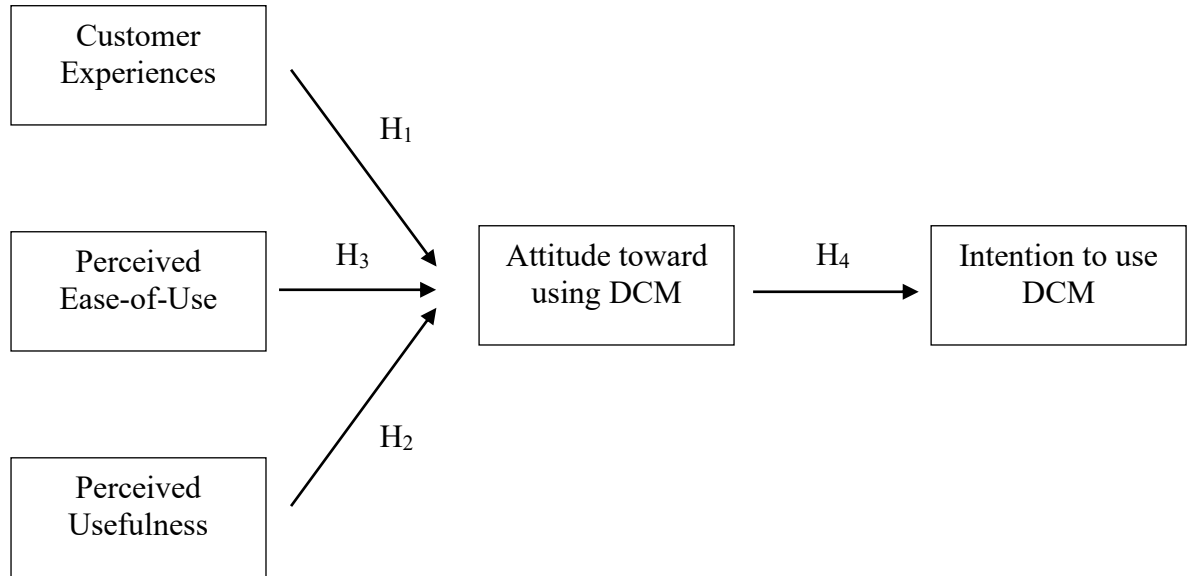 Customer
Experiences
H₁
Perceived
Ease-of-Use
H₃
Attitude toward
using DCM
H₄
Intention to use
DCM
H₂
Perceived
Usefulness